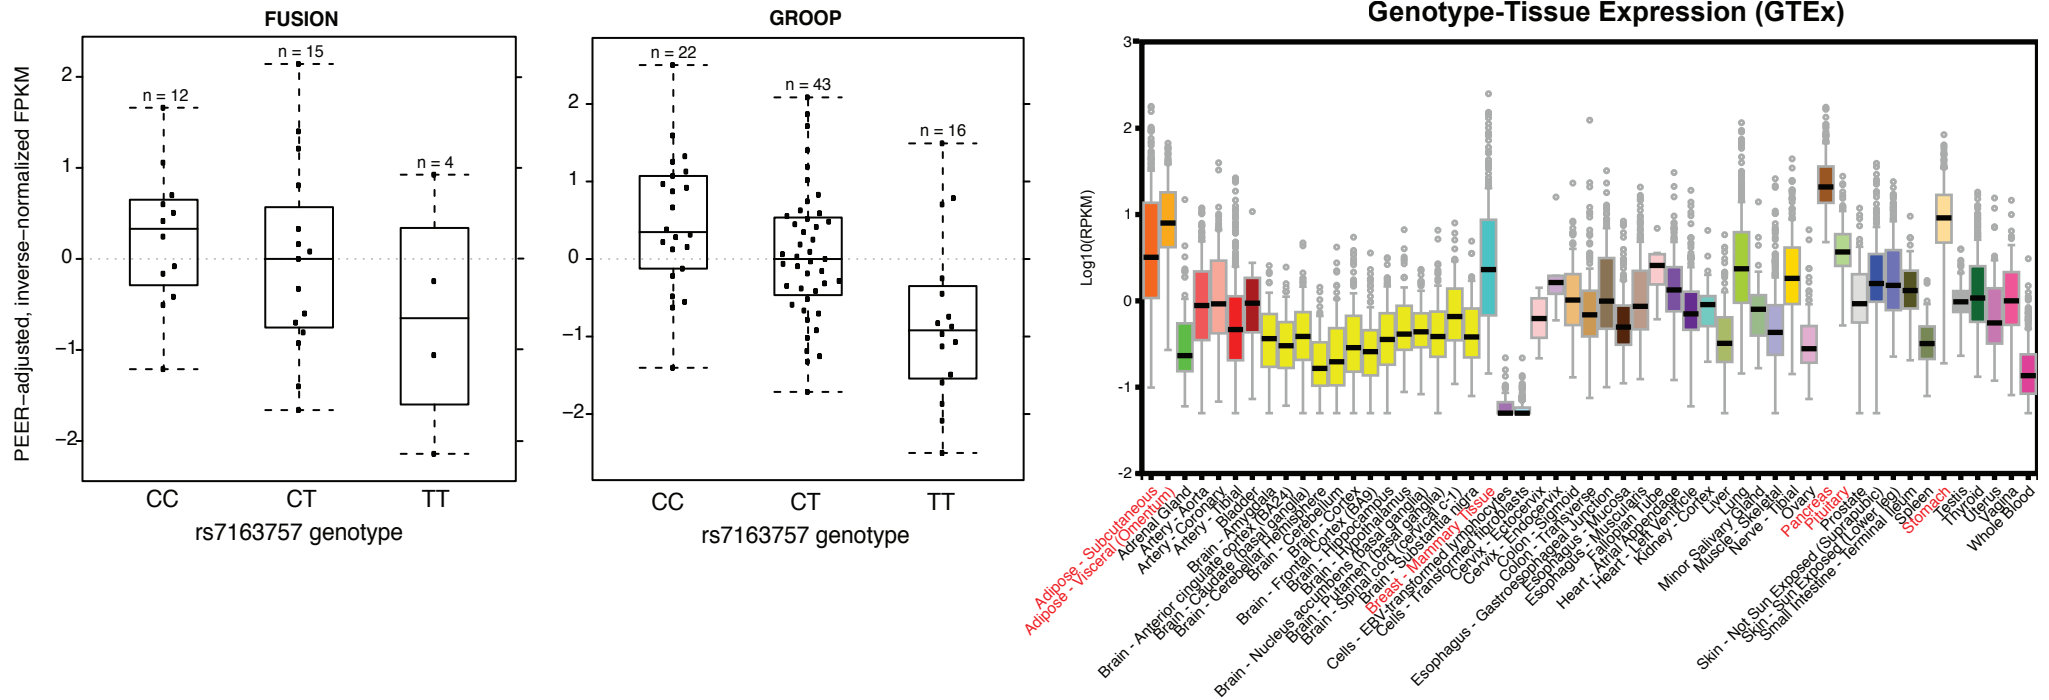 FUSION
GROOP
Genotype-Tissue Expression (GTEx)
PEER−adjusted, inverse−normalized FPKM
2
1
0
−1
−2
n = 12
n = 15
n = 4
CC
CT
TT
rs7163757 genotype
2
1
0
−1
−2
n = 22
n = 43
n = 16
CC
CT
TT
rs7163757 genotype
Log10(RPKM)
3
2
1
0
-1
-2
Adipose - Subcutaneous
Adipose - Visceral (Omentum)
Adrenal Gland
Artery - Aorta
Artery - Coronary
Artery - Tibial
Bladder
Brain - Amygdala
Brain - Anterior cingulate cortex (BA24)
Brain - Caudate (basal ganglia)
Brain - Cerebellar Hemisphere
Brain - Cerebellum
Brain - Cortex
Brain - Frontal Cortex (BA9)
Brain - Hippocampus
Brain - Hypothalamus
Brain - Nucleus accumbens (basal ganglia)
Brain - Putamen (basal ganglia)
Brain - Spinal cord (cervical c-1)
Brain - Substantia nigra
Breast - Mammary Tissue
Cells - EBV-transformed lymphocytes
Cells - Transformed fibroblasts
Cervix - Ectocervix
Cervix - Endocervix
Colon - Sigmoid
Colon - Transverse
Esophagus - Gastroesophageal Junction
Esophagus - Mucosa
Esophagus - Muscularis
Fallopian Tube
Heart - Atrial Appendage
Heart - Left Ventricle
Kidney - Cortex
Liver
Lung
Minor Salivary Gland
Muscle - Skeletal
Nerve - Tibial
Ovary
Pancreas
Pituitary
Prostate
Skin - Not Sun Exposed (Suprapubic)
Skin - Sun Exposed (Lower leg)
Small Intestine - Terminal Ileum
Spleen
Stomach
Testis
Thyroid
Uterus
Vagina
Whole Blood